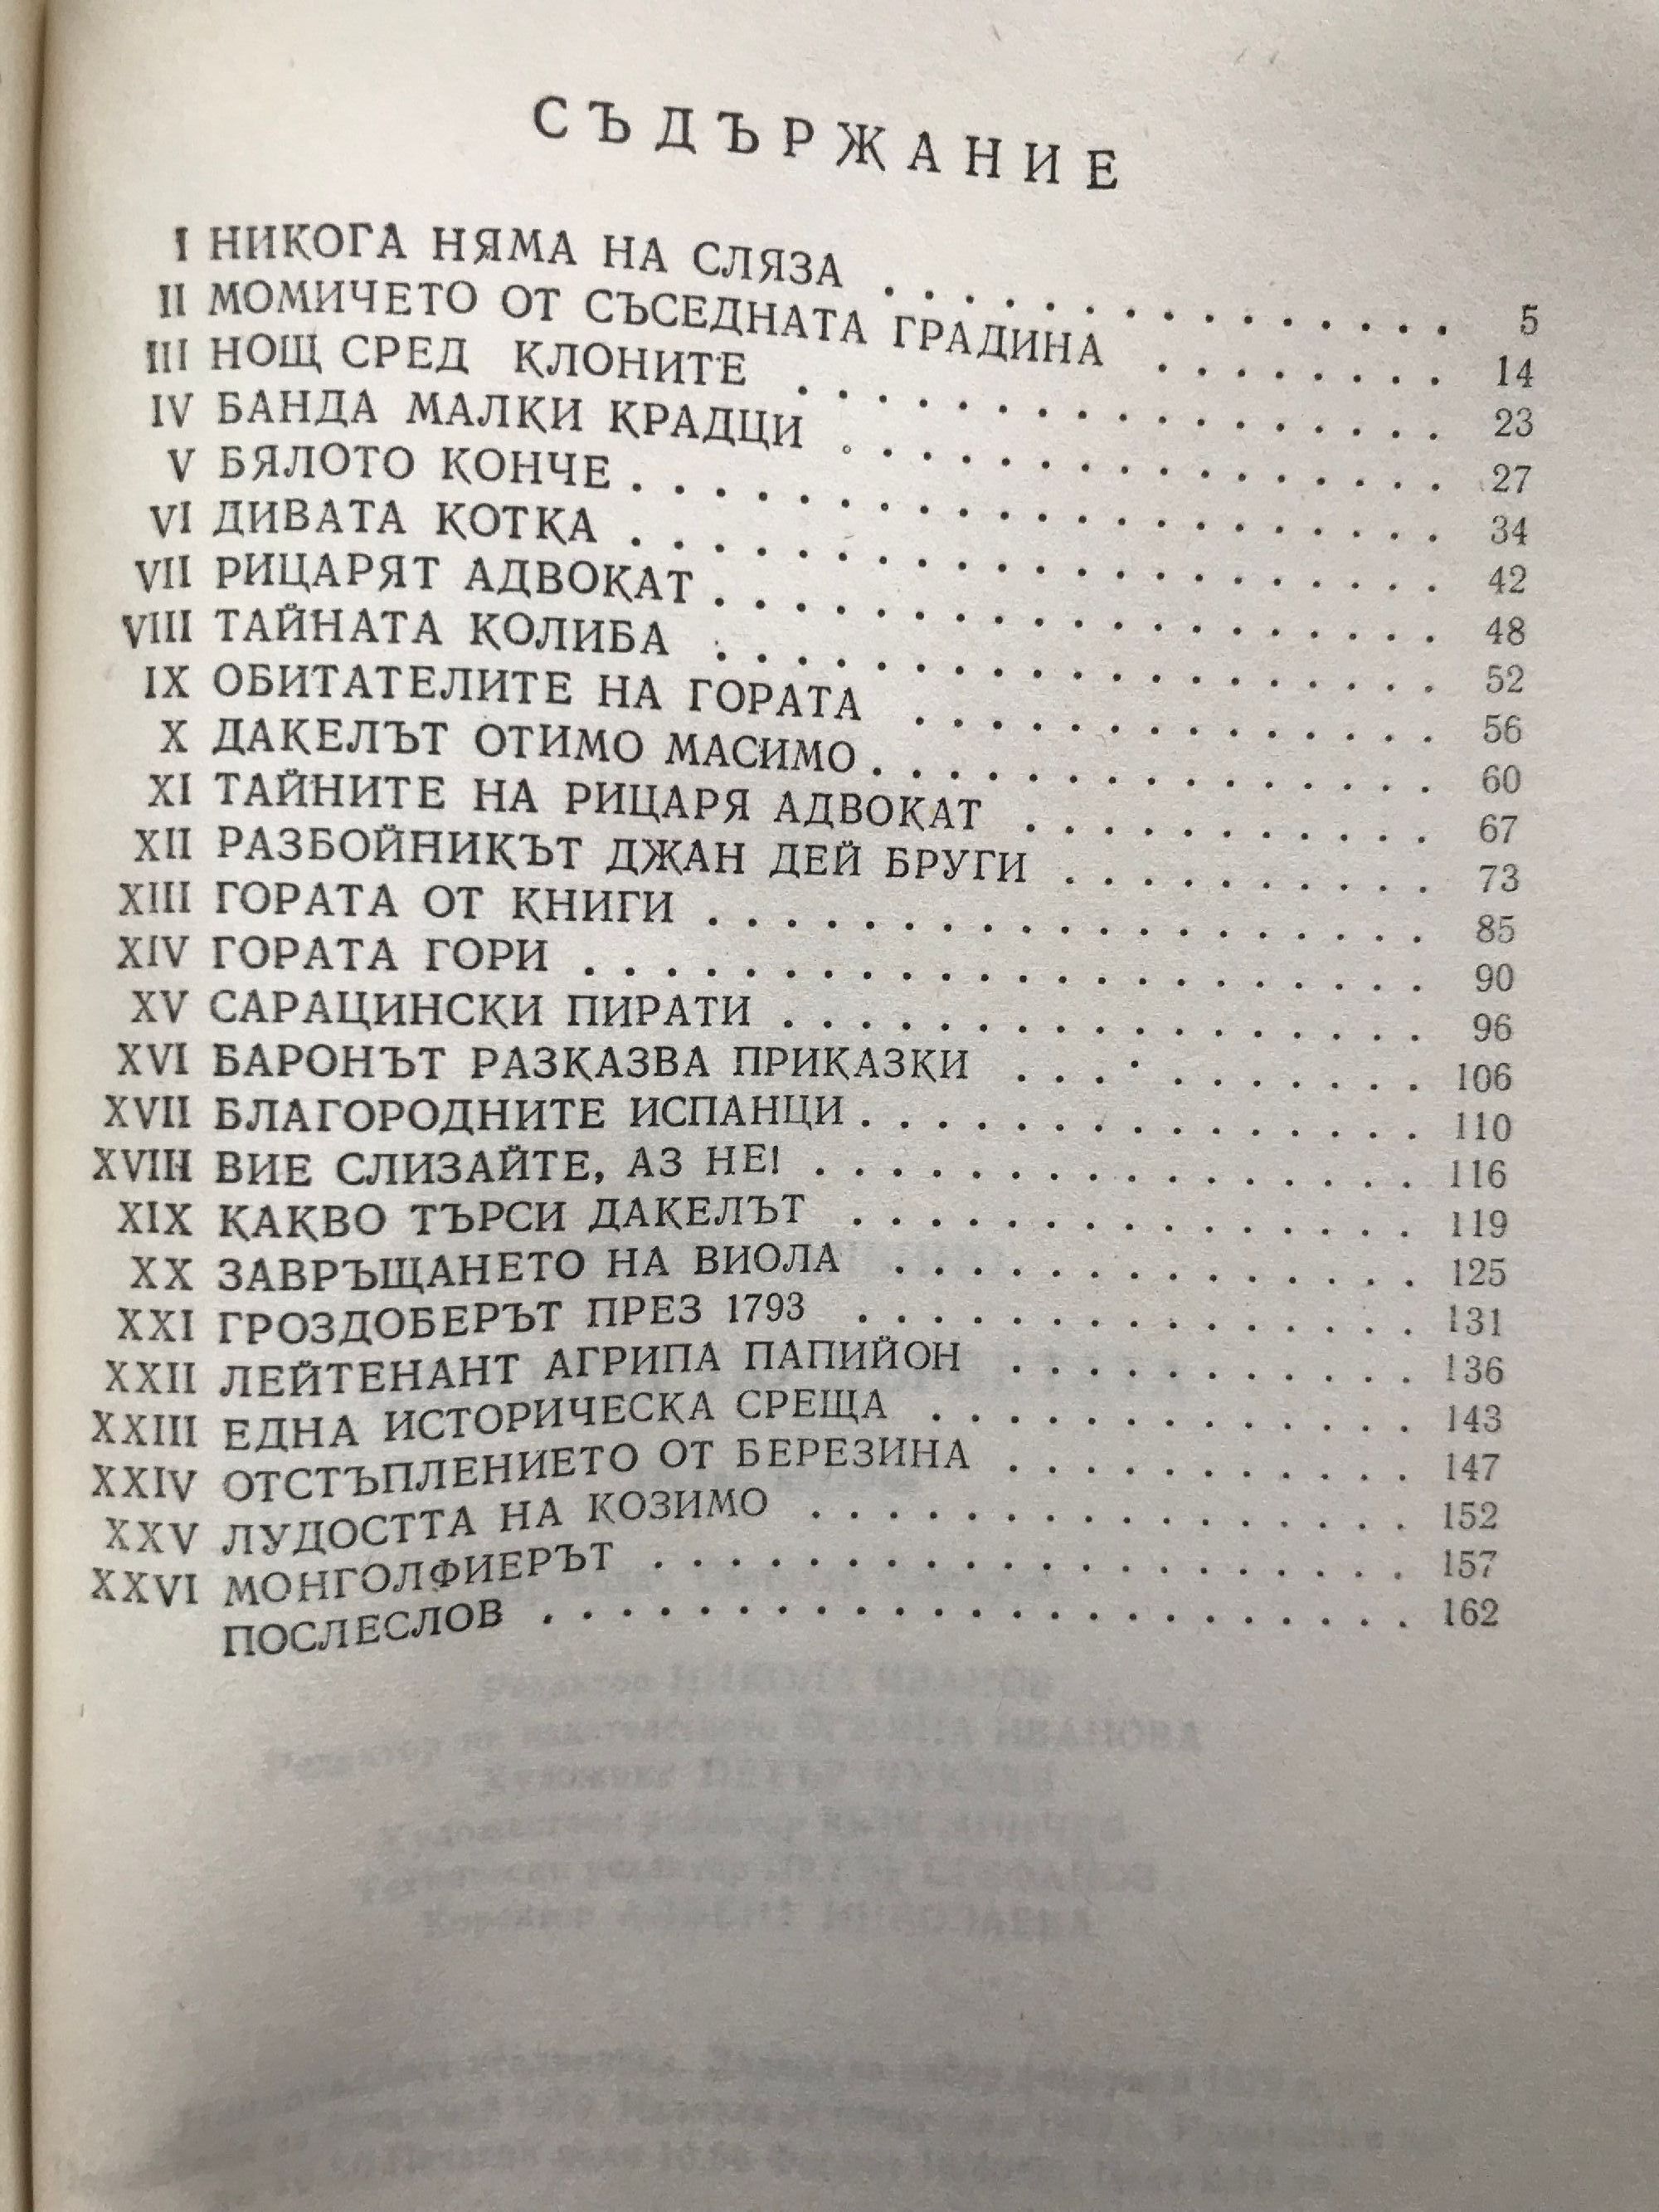 СЪДЪРЖАНИЕ
I НИКОГА НЯМА НА СЛЯЗА . . . . . . . . . . . . . . . 5
II МОМИЧЕТО ОТ СЪСЕДНАТА ГРАДИНА . . . . . . . . 14
III НОЩ СРЕД КЛОНИТЕ . . . . . . . . . . . . . . . . . 23
IV БАНДА МАЛКИ КРАДЦИ . . . . . . . . . . . . . . . . 27
V БЯЛОТО КОНЧЕ . . . . . . . . . . . . . . . . . . . . . 34
VI ДИВАТА КОТКА . . . . . . . . . . . . . . . . . . . . . 42
VII РИЦАРЯТ АДВОКАТ . . . . . . . . . . . . . . . . . . . 48
VIII ТАЙНАТА КОЛИБА . . . . . . . . . . . . . . . . . . . 52
IX ОБИТАТЕЛИТЕ НА ГОРАТА . . . . . . . . . . . . . . 56
X ДАКЕЛЪТ ОТИМО МАСИМО . . . . . . . . . . . . . . . 60
XI ТАЙНИТЕ НА РИЦАРЯ АДВОКАТ . . . . . . . . . . . 67
XII РАЗБОЙНИКЪТ ДЖАН ДЕЙ БРУГИ . . . . . . . . . . 73
XIII ГОРАТА ОТ КНИГИ . . . . . . . . . . . . . . . . . . . 85
XIV ГОРАТА ГОРИ . . . . . . . . . . . . . . . . . . . . . . 90
XV САРАЦИНСКИ ПИРАТИ . . . . . . . . . . . . . . . . . 96
XVI БАРОНЪТ РАЗКАЗВА ПРИКАЗКИ . . . . . . . . . . . 106
XVII БЛАГОРОДНИТЕ ИСПАНЦИ . . . . . . . . . . . . . . . 110
XVIII ВИЕ СЛИЗАЙТЕ, АЗ НЕ! . . . . . . . . . . . . . . . . 116
XIX КАКВО ТЪРСИ ДАКЕЛЪТ . . . . . . . . . . . . . . . 119
XX ЗАВРЪЩАНЕТО НА ВИОЛА . . . . . . . . . . . . . . 125
XXI ГРОЗДОБЕРЪТ ПРЕЗ 1793 . . . . . . . . . . . . . . . 131
XXII ЛЕЙТЕНАНТ АГРИПА ПАПИЙОН . . . . . . . . . . . 136
XXIII ЕДНА ИСТОРИЧЕСКА СРЕЩА . . . . . . . . . . . . . 143
XXIV ОТСТЪПЛЕНИЕТО ОТ БЕРЕЗИНА . . . . . . . . . . . 147
XXV ЛУДОСТТА НА КОЗИМО . . . . . . . . . . . . . . . . 152
XXVI МОНГОЛФИЕРЪТ . . . . . . . . . . . . . . . . . . . . 157
ПОСЛЕСЛОВ . . . . . . . . . . . . . . . . . . . . . . . 162